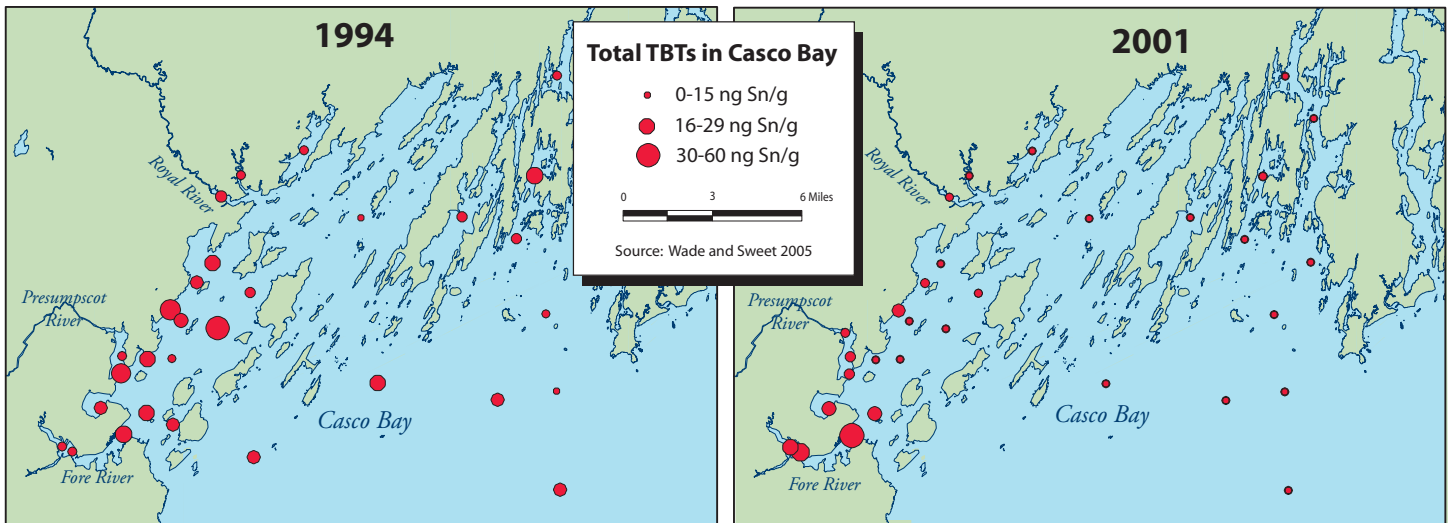 1994
Royal River
Presumpscot
River
Casco Bay
Fore River
Total TBTs in Casco Bay
0-15 ng Sn/g
16-29 ng Sn/g
30-60 ng Sn/g
0 3 6 Miles
Source: Wade and Sweet 2005
2001
Royal River
Presumpscot
River
Casco Bay
Fore River